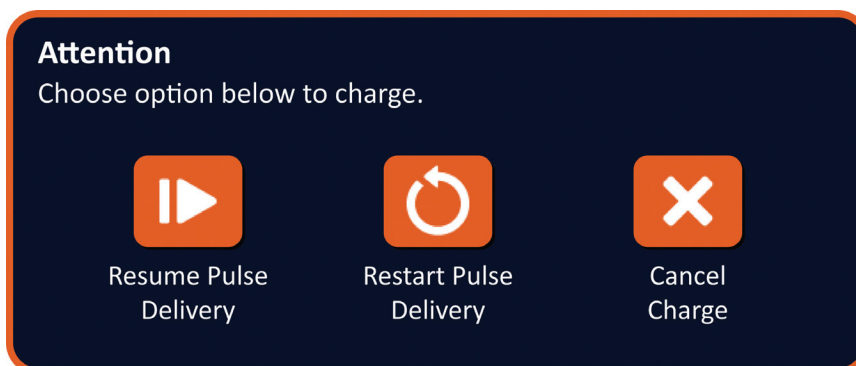 Attention
Choose option below to charge.
Resume Pulse
Delivery
Restart Pulse
Delivery
Cancel
Charge